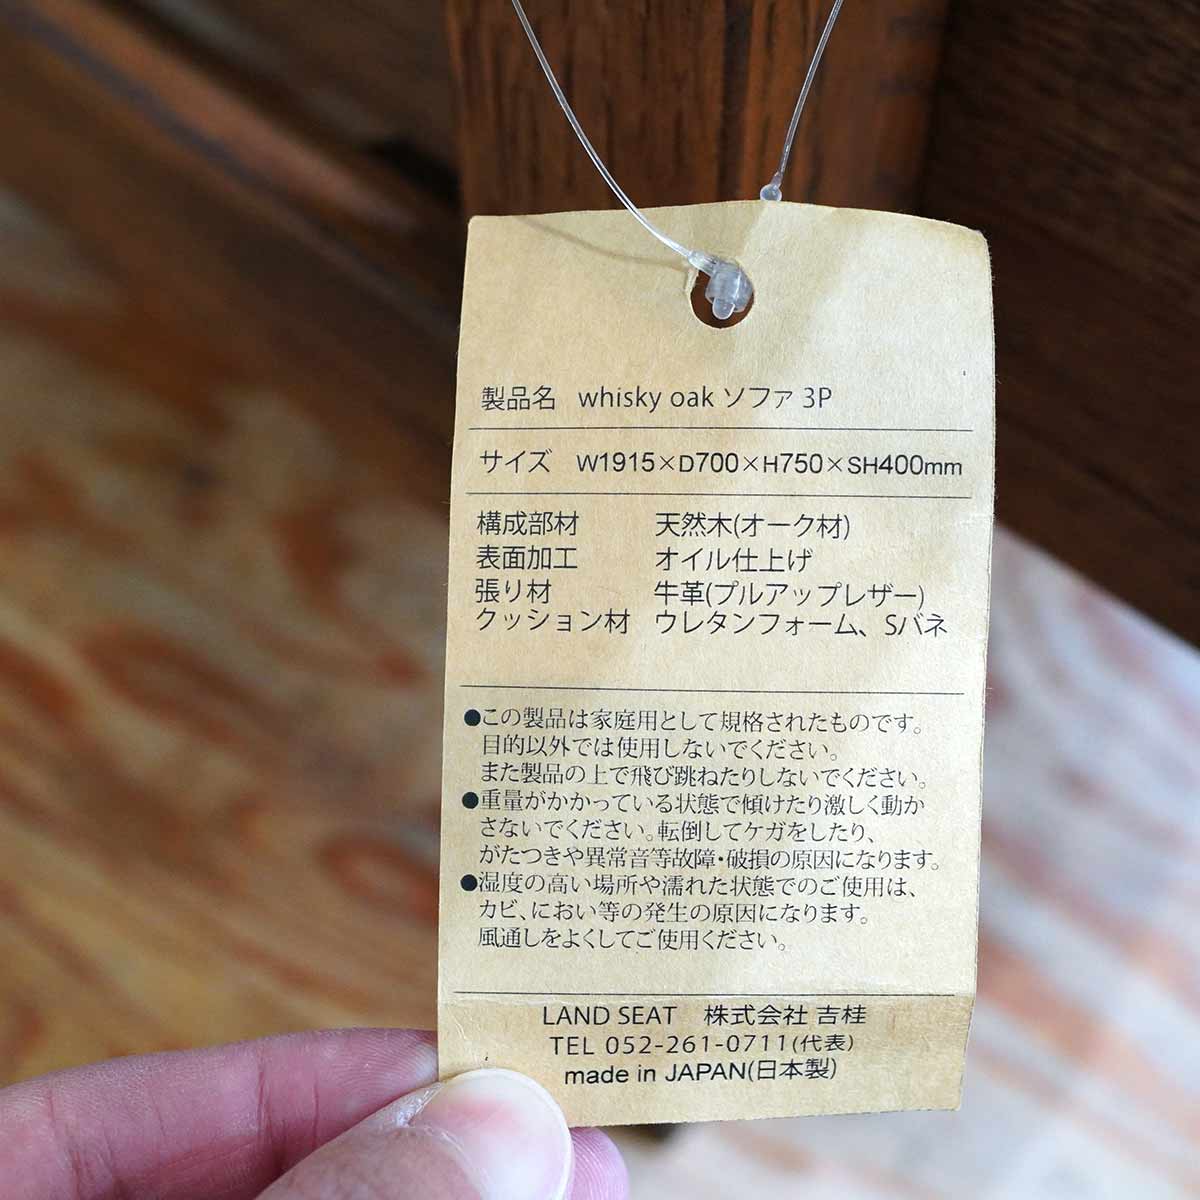 製品名 whisky oak ソファ 3P
サイズ W1915×D700×H750×SH400mm
構成部材 天然木(オーク材)
表面加工 オイル仕上げ
張り材 牛革(プルアップレザー)
クッション材 ウレタンフォーム、Sバネ
●この製品は家庭用として規格されたものです。
目的以外では使用しないでください。
また製品の上で飛び跳ねたりしないでください。
●重量がかかっている状態で傾けたり激しく動か
さないでください。転倒してケガをしたり、
がたつきや異常音等故障・破損の原因になります。
●湿度の高い場所や濡れた状態でのご使用は、
カビ、におい等の発生の原因になります。
風通しをよくしてご使用ください。
LAND SEAT 株式会社 吉桂
TEL 052-261-0711(代表)
made in JAPAN(日本製)